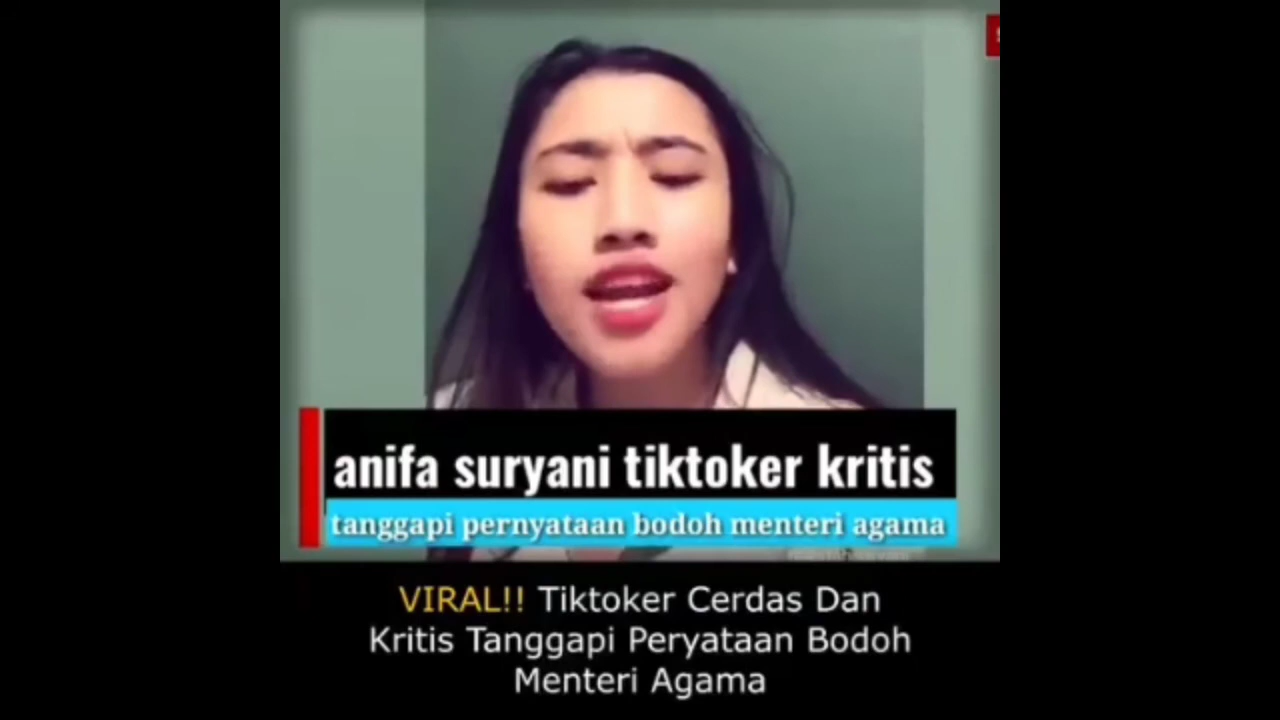 anifa suryani tiktoker kritis
tanggapi pernyataan bodoh menteri agama
VIRAL!! Tiktoker Cerdas Dan
Kritis Tanggapi Peryataan Bodoh
Menteri Agama